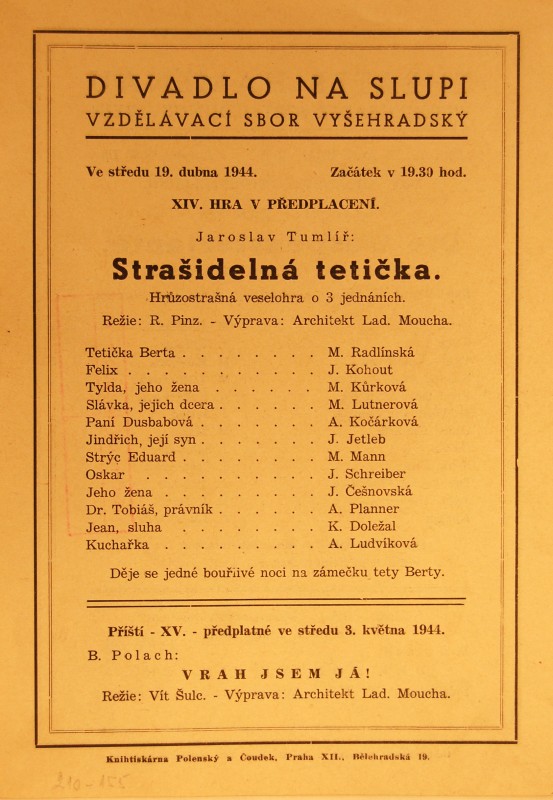 DIVADLO NA SLUPI
VZDĚLÁVACÍ SBOR VYŠEHRADSKÝ
Ve středu 19. dubna 1944. Začátek v 19.30 hod.
XIV. HRA V PŘEDPLACENÍ.
Jaroslav Tumlíř:
Strašidelná tetička.
Hrůzostrašná veselohra o 3 jednáních.
Režie: R. Pinz. - Výprava: Architekt Lad. Moucha.
Tetička Berta . . . . . . . . M. Radlínská
Felix . . . . . . . . . . . J. Kohout
Tylda, jeho žena . . . . . . M. Kůrková
Slávka, jejich dcera . . . . . . M. Lutnerová
Paní Dusbabová . . . . . . . A. Kočárková
Jindřich, její syn . . . . . . . J. Jetleb
Strýc Eduard . . . . . . . . M. Mann
Oskar . . . . . . . . . . J. Schreiber
Jeho žena . . . . . . . . . J. Češnovská
Dr. Tobiáš, právník . . . . . . A. Planner
Jean, sluha . . . . . . . . K. Doležal
Kuchařka . . . . . . . . . A. Ludvíková
Děje se jedné bouřlivé noci na zámečku tety Berty.
Příští - XV. - předplatné ve středu 3. května 1944.
B. Polach:
VRAH JSEM JÁ!
Režie: Vít Šulc. - Výprava: Architekt Lad. Moucha.
Knihtiskárna Polenský a Čoudek, Praha XII., Bělehradská 19.
210-155